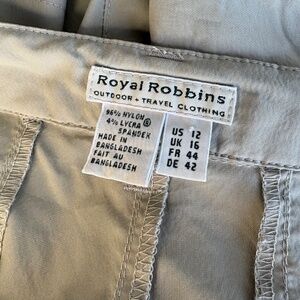 Royal Robbins
OUTDOOR + TRAVEL CLOTHING
96% NYLON
4% LYCRA ®
SPANDEX
MADE IN
BANGLADESH
FAIT AU
BANGLADESH
US 12
UK 16
FR 44
DE 42